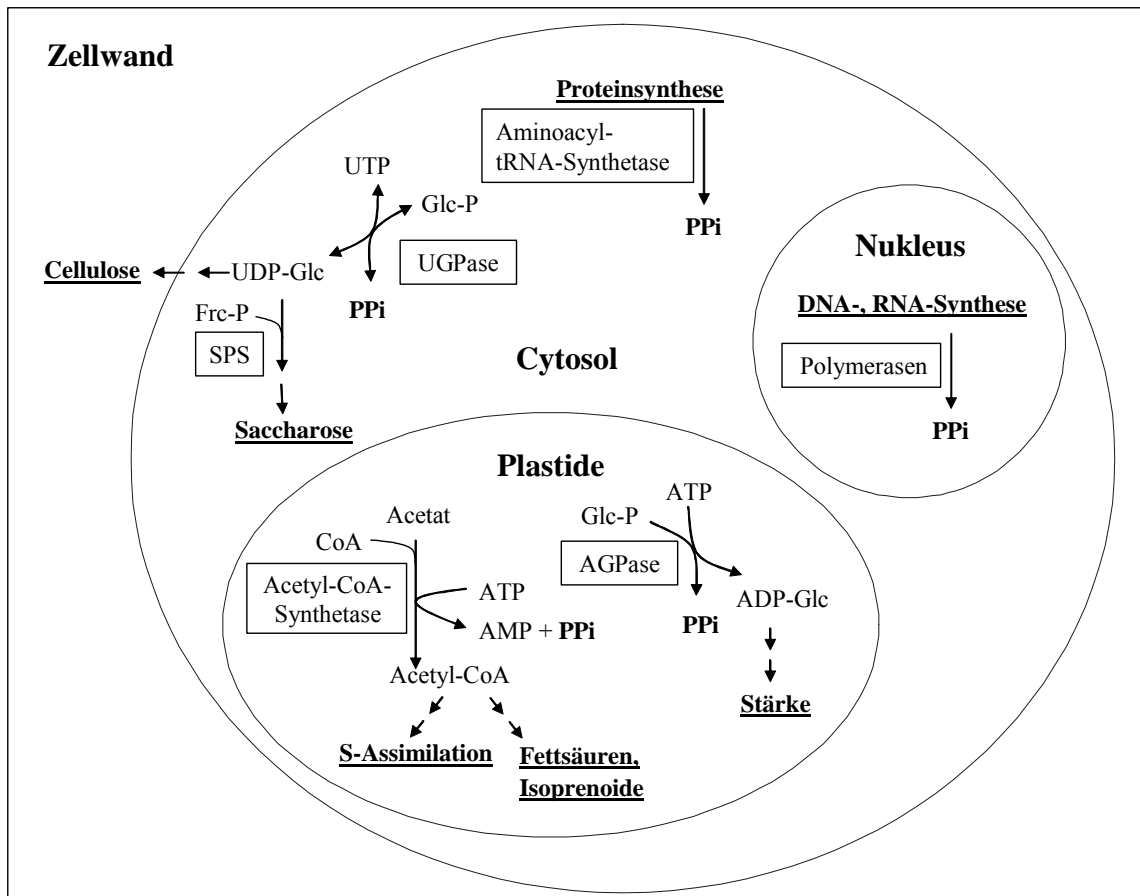 Zellwand
Proteinsynthese
Aminoacyl-
tRNA-Synthetase
PPi
UTP
Glc-P
UGPase
Cellulose
UDP-Glc
PPi
Frc-P
SPS
Saccharose
Cytosol
Nukleus
DNA-, RNA-Synthese
Polymerasen
PPi
Plastide
Acetat
CoA
Acetyl-CoA-
Synthetase
ATP
AMP + PPi
Acetyl-CoA
S-Assimilation
Fettsäuren,
Isoprenoide
ATP
Glc-P
AGPase
PPi
ADP-Glc
Stärke